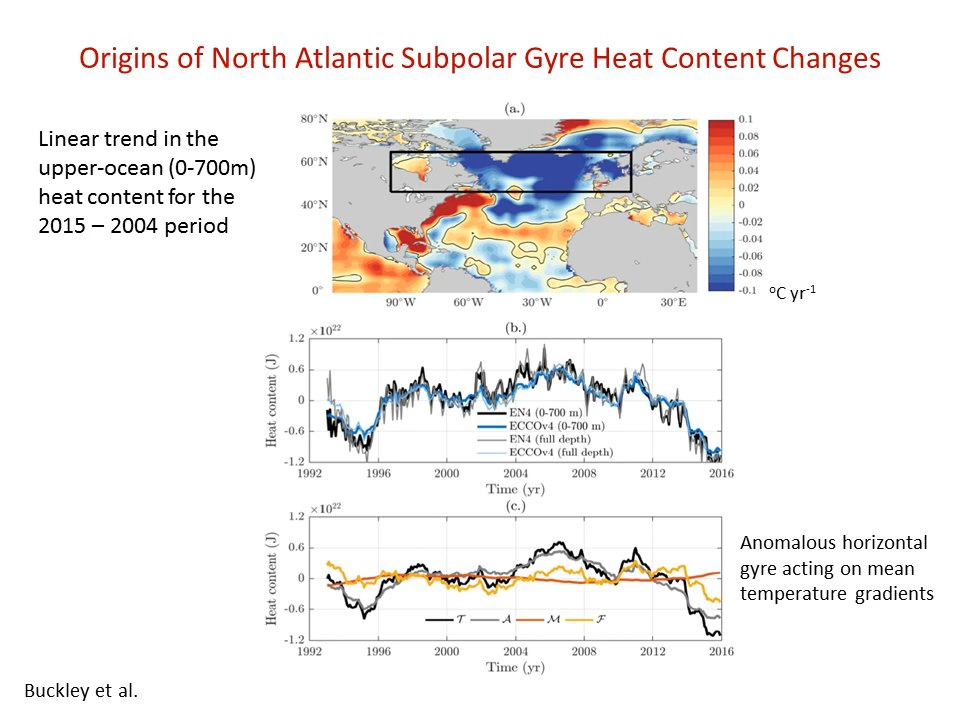 Origins of North Atlantic Subpolar Gyre Heat Content Changes
Linear trend in the
upper-ocean (0-700m)
heat content for the
2015 – 2004 period
(a.)
80°N
60°N
40°N
20°N
0°
90°W
60°W
30°W
0°
30°E
0.1
0.08
0.06
0.04
0.02
0
-0.02
-0.04
-0.06
-0.08
-0.1
ºC yr-1
(b.)
×10²²
Heat content (J)
1.2
0.6
0
-0.6
-1.2
EN4 (0-700 m)
ECCOv4 (0-700 m)
EN4 (full depth)
ECCOv4 (full depth)
1992
1996
2000
2004
2008
2012
2016
Time (yr)
(c.)
×10²²
Heat content (J)
1.2
0.6
0
-0.6
-1.2
T
A
M
F
1992
1996
2000
2004
2008
2012
2016
Time (yr)
Anomalous horizontal
gyre acting on mean
temperature gradients
Buckley et al.